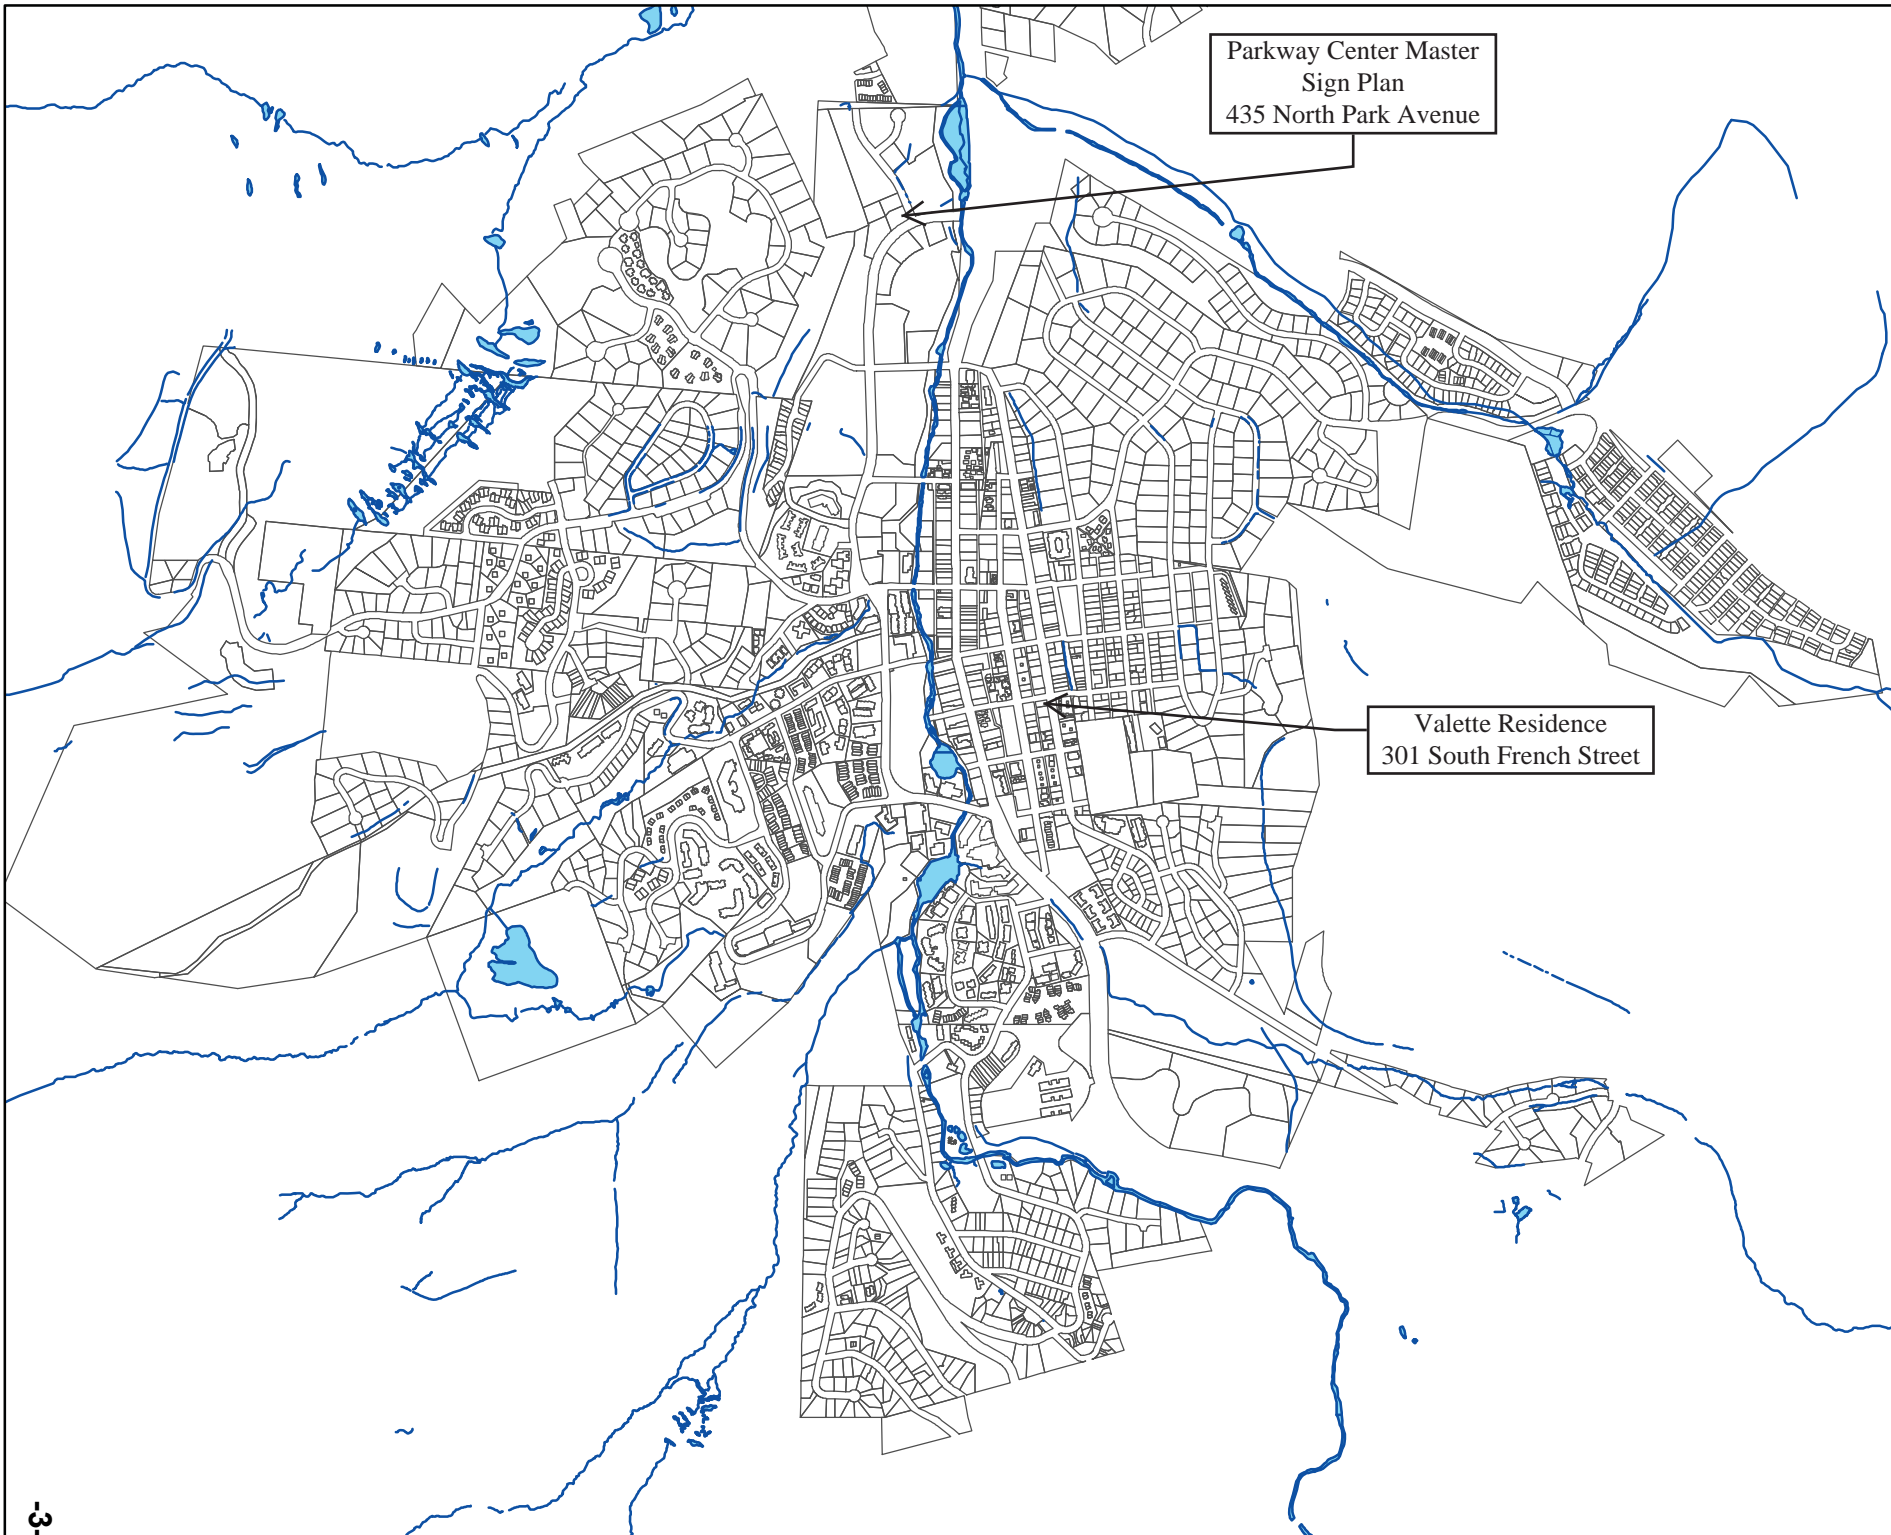 Parkway Center Master
Sign Plan
435 North Park Avenue
Valette Residence
301 South French Street
-3-